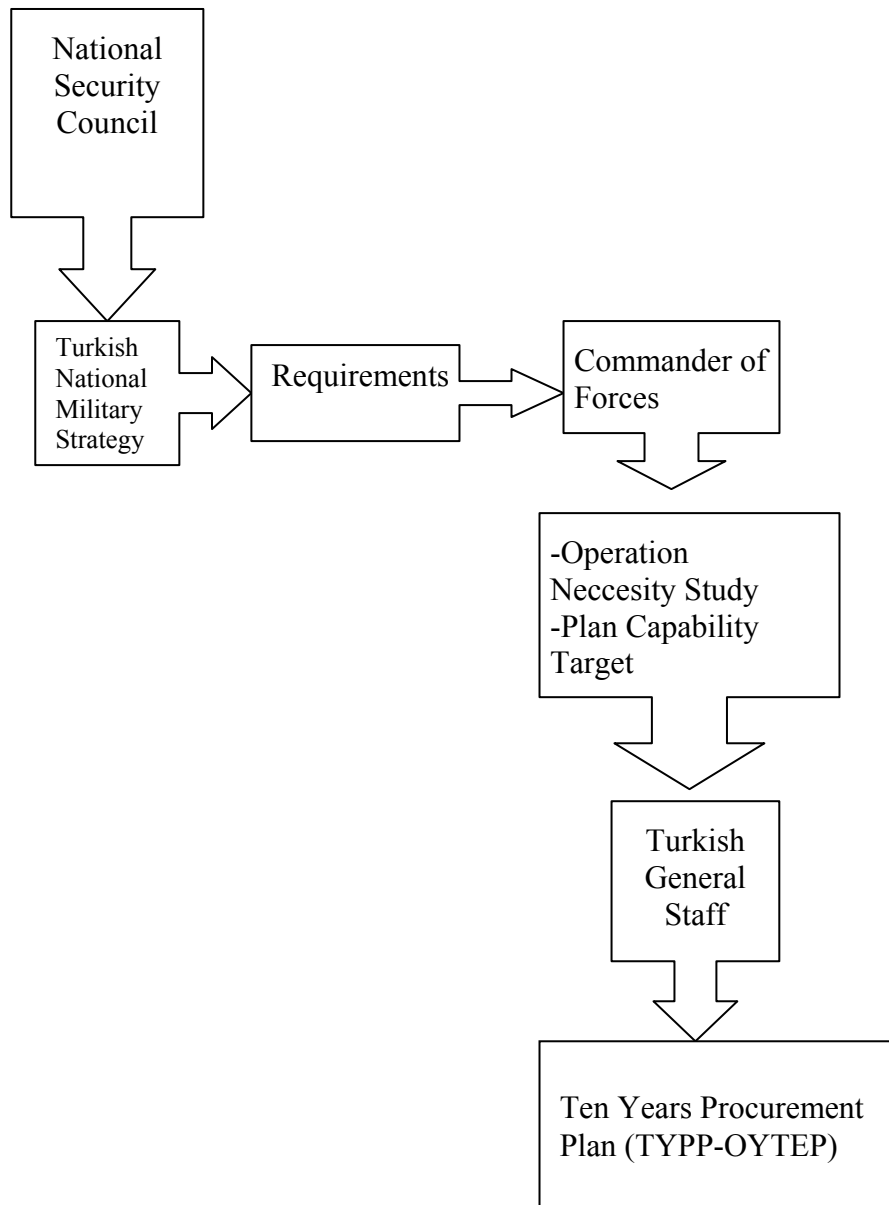 National
Security
Council
Turkish
National
Military
Strategy
Requirements
Commander of
Forces
-Operation
Neccesity Study
-Plan Capability
Target
Turkish
General
Staff
Ten Years Procurement
Plan (TYPP-OYTEP)